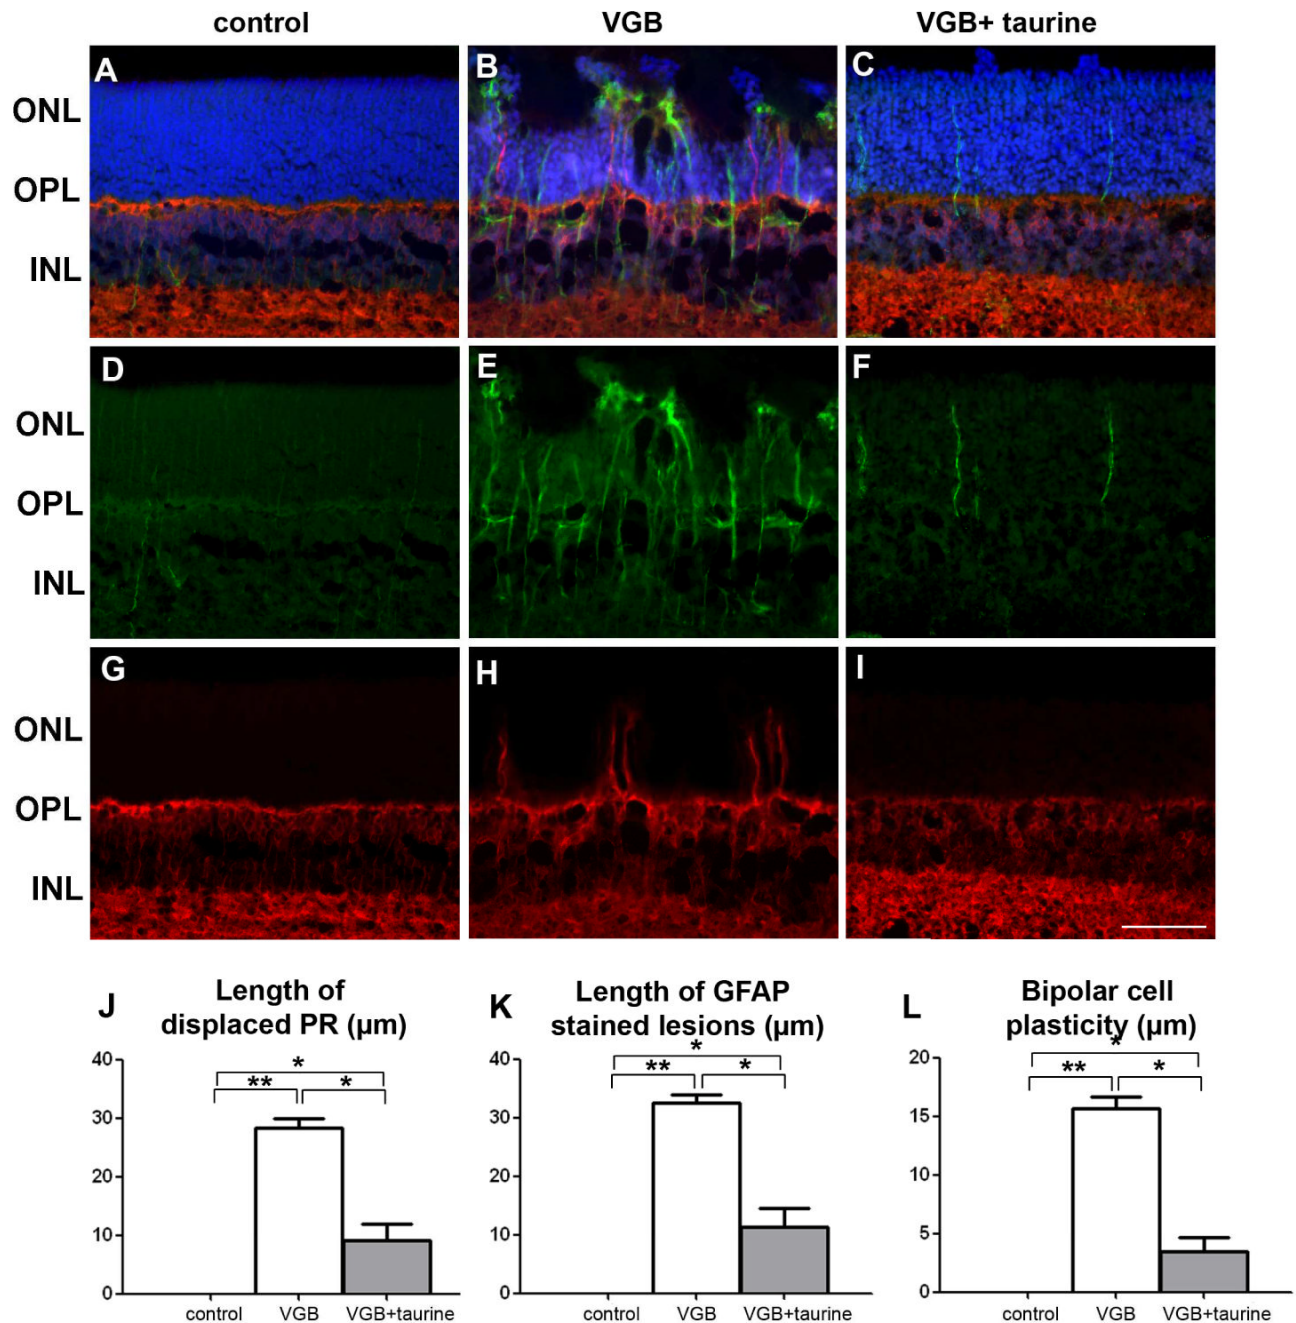 control VGB VGB+ taurine
A B C
ONL
OPL
INL
D E F
ONL
OPL
INL
G H I
ONL
OPL
INL
J Length of K Length of GFAP L Bipolar cell
displaced PR (µm) stained lesions (µm) plasticity (µm)
* * *
** * ** * ** *
40 40 20
30 30 15
20 20 10
10 10 5
0 0 0
control VGB VGB+taurine control VGB VGB+taurine control VGB VGB+taurine